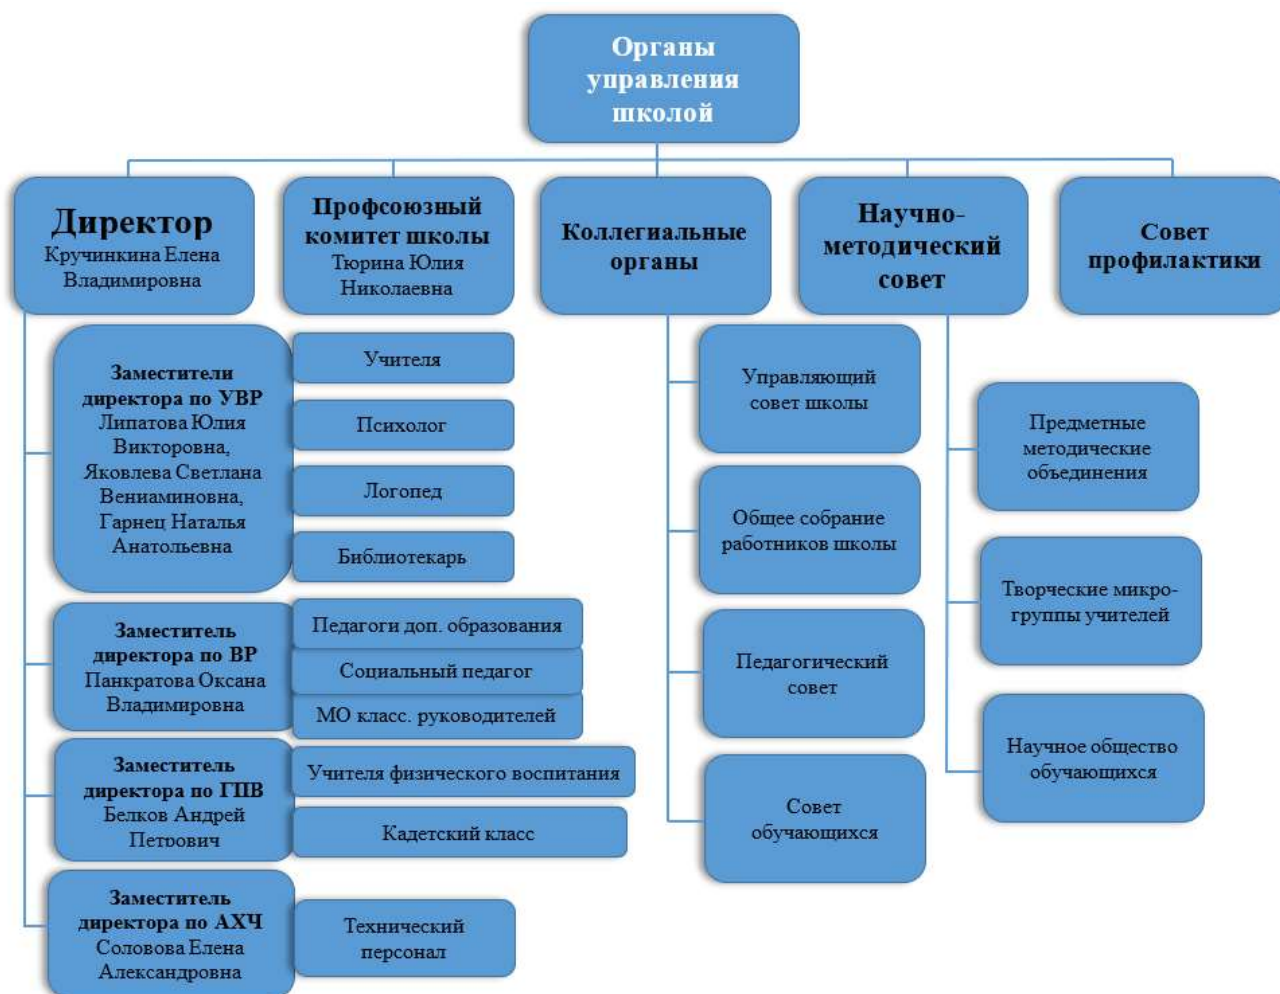 Органы
управления
школой
Директор
Кручинкина Елена
Владимировна
Профсоюзный
комитет школы
Тюрина Юлия
Николаевна
Коллегиальные
органы
Научно-
методический
совет
Совет
профилактики
Заместители
директора по УВР
Липатова Юлия
Викторовна,
Яковлева Светлана
Вениаминовна,
Гарнец Наталья
Анатольевна
Учителя
Психолог
Логопед
Библиотекарь
Заместитель
директора по ВР
Панкратова Оксана
Владимировна
Педагоги доп. образования
Социальный педагог
МО класс. руководителей
Заместитель
директора по ГПВ
Белков Андрей
Петрович
Учителя физического воспитания
Кадетский класс
Заместитель
директора по АХЧ
Соловова Елена
Александровна
Технический
персонал
Управляющий
совет школы
Общее собрание
работников школы
Педагогический
совет
Совет
обучающихся
Предметные
методические
объединения
Творческие микро-
группы учителей
Научное общество
обучающихся